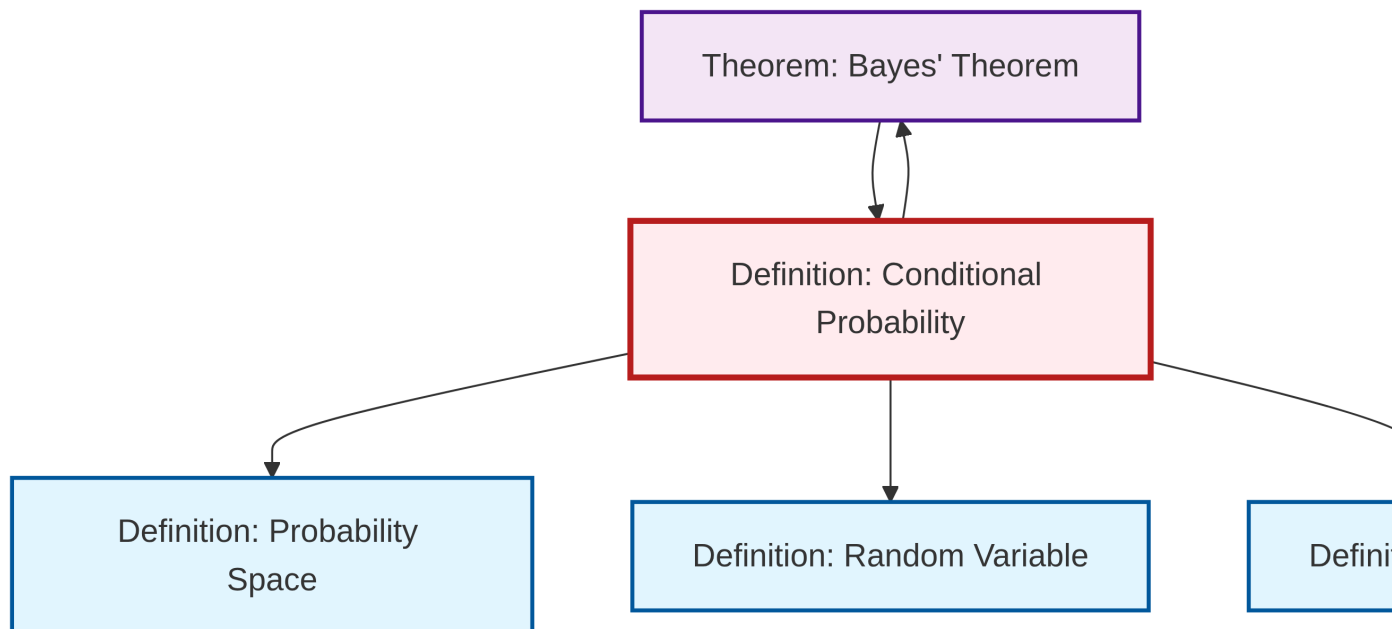 Theorem: Bayes' Theorem
Definition: Conditional
Probability
Definition: Probability
Space
Definition: Random Variable